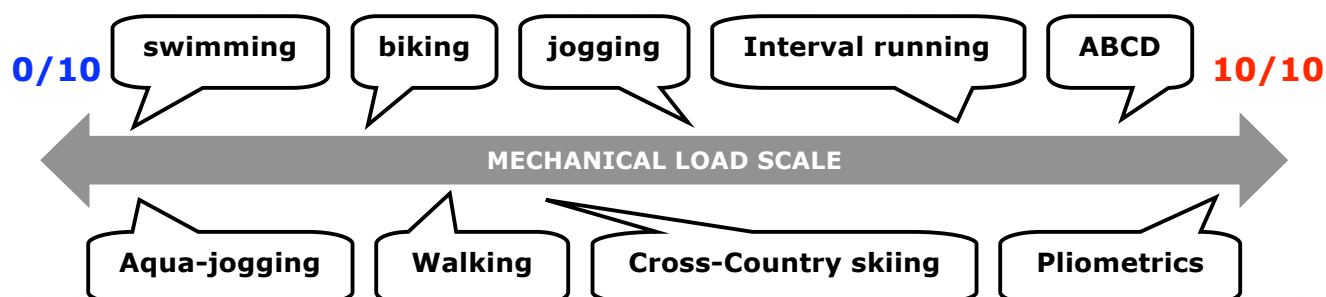 swimming
biking
jogging
Interval running
ABCD
0/10
10/10
MECHANICAL LOAD SCALE
Aqua-jogging
Walking
Cross-Country skiing
Pliometrics